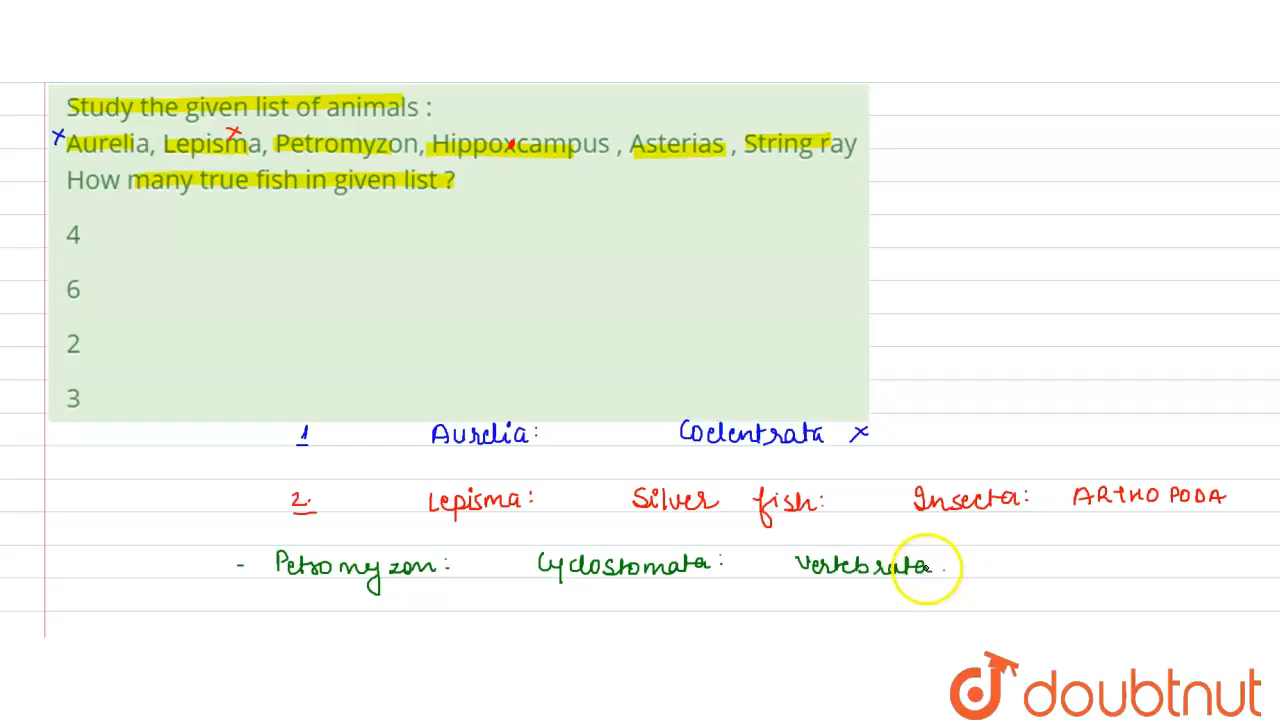 Study the given list of animals :
Aurelia, Lepisma, Petromyzon, Hippoxcampus , Asterias , String ray
How many true fish in given list ?
4
6
2
3
1 Aurelia: Coelentrata ×
2. Lepisma: Silver fish: Insecta: ARTHOPODA
- Petromyzon: Cyclostomata: Vertebrata
doubtnut